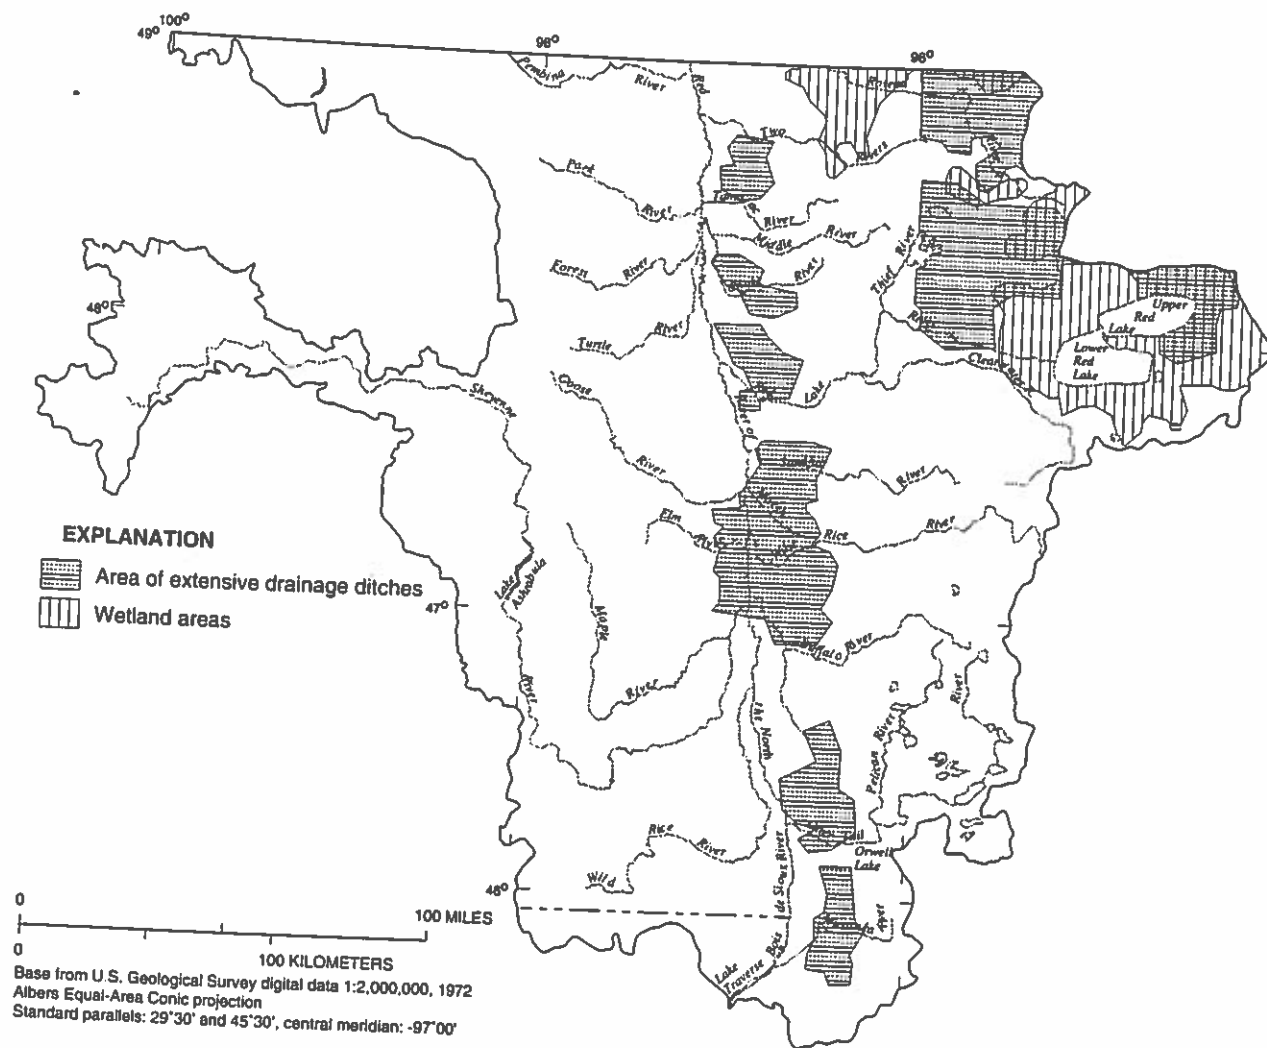 100°
49°
98°
96°
Pembina
River
Red
Roseau
Two
Rivers
Park
River
River
Middle
River
Thief River
Forest
River
River
48°
Upper
Red
Lake
Lower
Red
Lake
Turtle
River
River
Clearwater
Goose
Lake
Sheyenne
River
River
Elm
Rice
River
EXPLANATION
Area of extensive drainage ditches
Wetland areas
Lake
Ashtabula
47°
Maple
River
River
Buffalo River
River
the North
Pelican River
Rice
River
Wild
Tail
Orwell
Lake
de Sioux River
Bois
46°
Lake
Traverse
0
100 MILES
0
100 KILOMETERS
Base from U.S. Geological Survey digital data 1:2,000,000, 1972
Albers Equal-Area Conic projection
Standard parallels: 29°30' and 45°30', central meridian: -97°00'